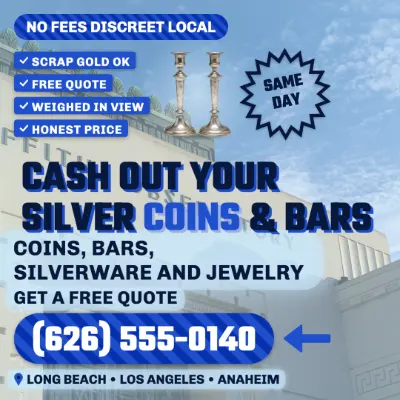 NO FEES DISCREET LOCAL
✓ SCRAP GOLD OK
✓ FREE QUOTE
✓ WEIGHED IN VIEW
✓ HONEST PRICE
SAME
DAY
CASH OUT YOUR
SILVER COINS & BARS
COINS, BARS,
SILVERWARE AND JEWELRY
GET A FREE QUOTE
(626) 555-0140
LONG BEACH • LOS ANGELES • ANAHEIM